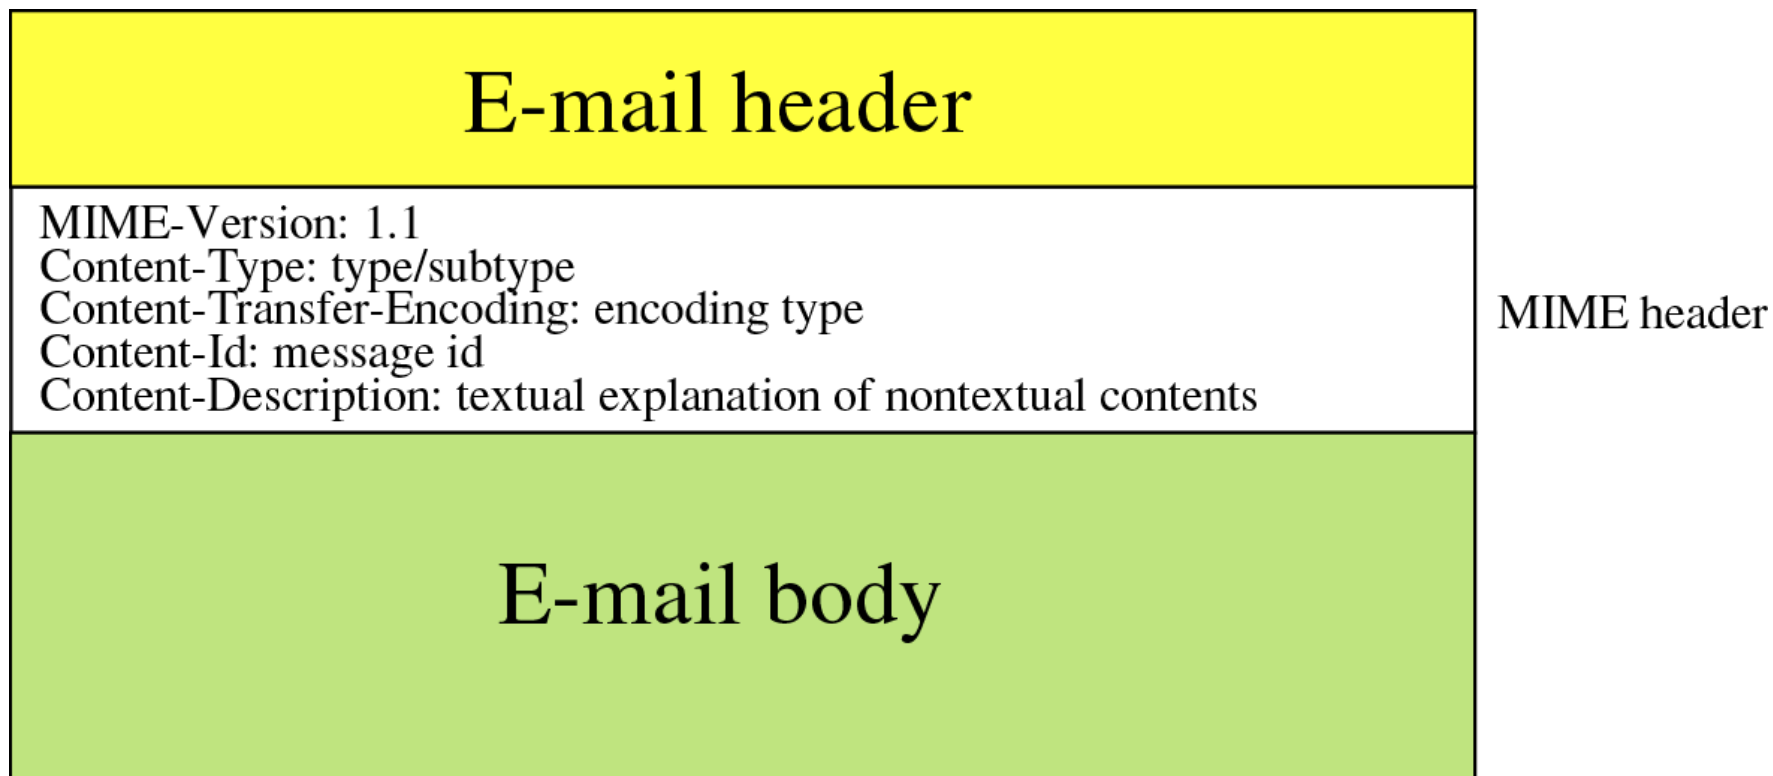 E-mail header
MIME-Version: 1.1
Content-Type: type/subtype
Content-Transfer-Encoding: encoding type
Content-Id: message id
Content-Description: textual explanation of nontextual contents
MIME header
E-mail body